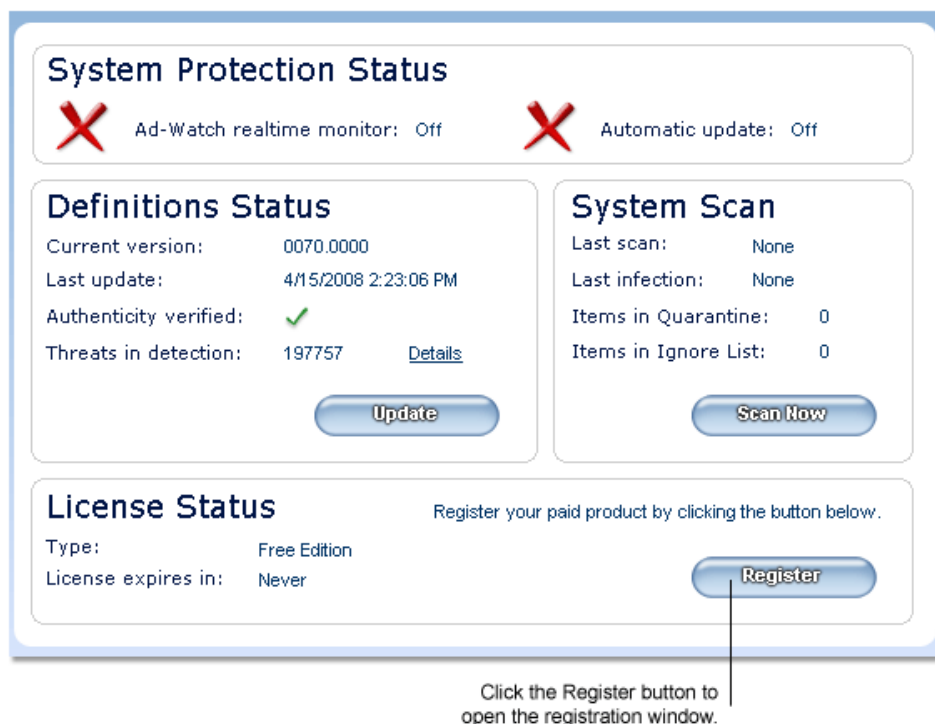 System Protection Status
Ad-Watch realtime monitor: Off
Automatic update: Off
Definitions Status
Current version: 0070.0000
Last update: 4/15/2008 2:23:06 PM
Authenticity verified:
Threats in detection: 197757 Details
Update
System Scan
Last scan: None
Last infection: None
Items in Quarantine: 0
Items in Ignore List: 0
Scan Now
License Status
Register your paid product by clicking the button below.
Type: Free Edition
License expires in: Never
Register
Click the Register button to
open the registration window.